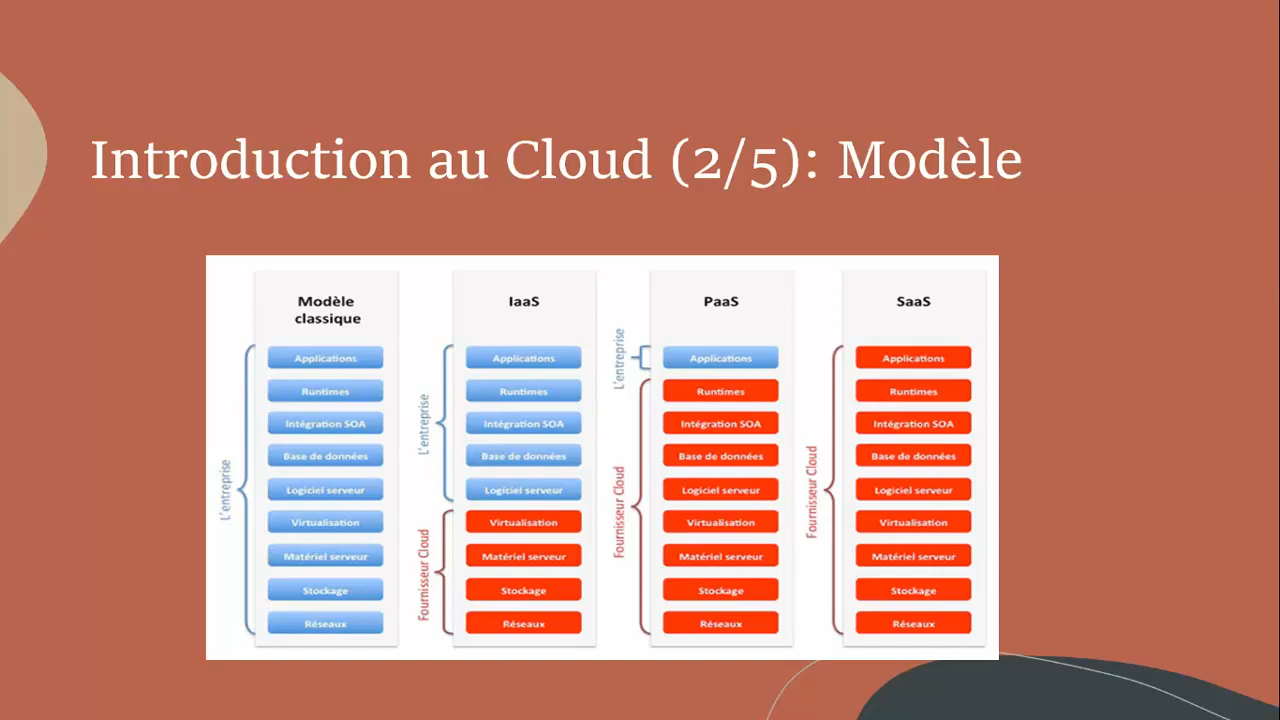 Introduction au Cloud (2/5): Modèle
Modèle
classique
L'entreprise
Applications
Runtimes
Intégration SOA
Base de données
Logiciel serveur
Virtualisation
Matériel serveur
Stockage
Réseaux
IaaS
L'entreprise
Fournisseur Cloud
Applications
Runtimes
Intégration SOA
Base de données
Logiciel serveur
Virtualisation
Matériel serveur
Stockage
Réseaux
PaaS
L'entreprise
Fournisseur Cloud
Applications
Runtimes
Intégration SOA
Base de données
Logiciel serveur
Virtualisation
Matériel serveur
Stockage
Réseaux
SaaS
Fournisseur Cloud
Applications
Runtimes
Intégration SOA
Base de données
Logiciel serveur
Virtualisation
Matériel serveur
Stockage
Réseaux